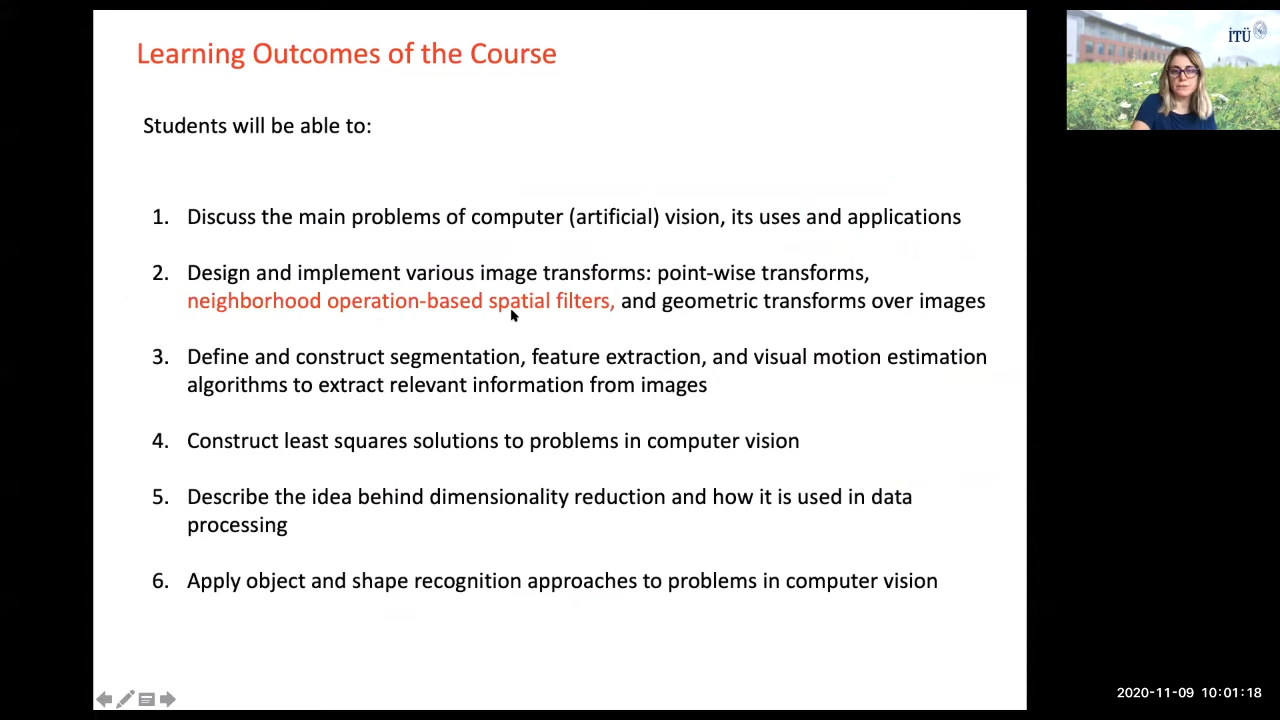 Learning Outcomes of the Course
İTÜ
Students will be able to:
1. Discuss the main problems of computer (artificial) vision, its uses and applications
2. Design and implement various image transforms: point-wise transforms,
neighborhood operation-based spatial filters, and geometric transforms over images
3. Define and construct segmentation, feature extraction, and visual motion estimation
algorithms to extract relevant information from images
4. Construct least squares solutions to problems in computer vision
5. Describe the idea behind dimensionality reduction and how it is used in data
processing
6. Apply object and shape recognition approaches to problems in computer vision
2020-11-09 10:01:18